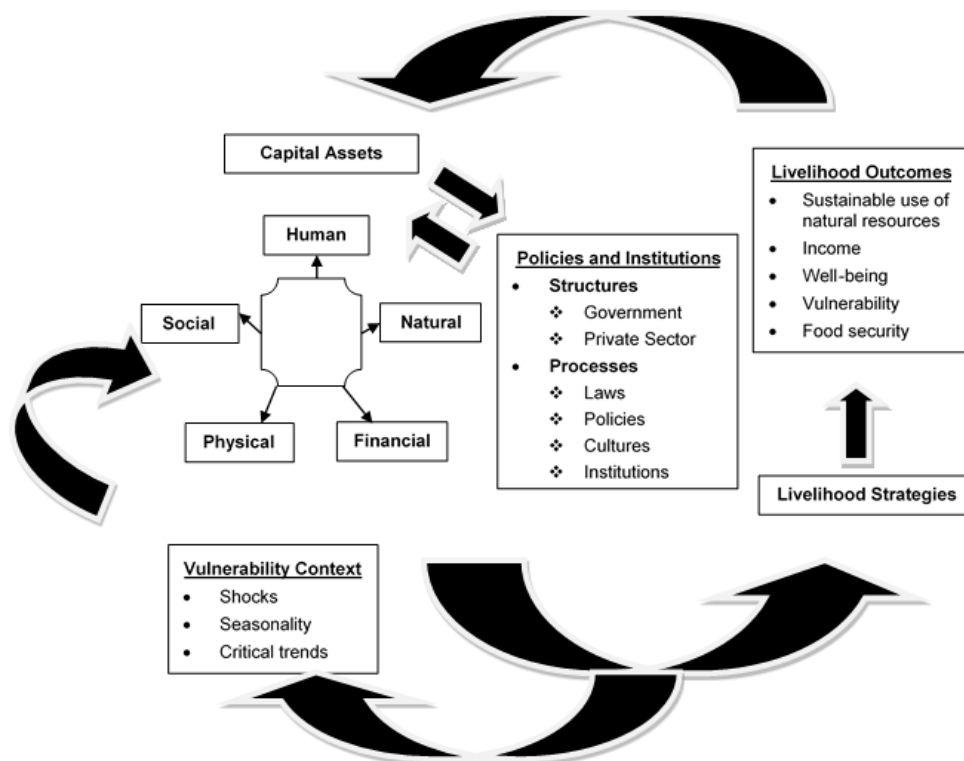 Capital Assets
Human
Social
Natural
Physical
Financial
Policies and Institutions
• Structures
❖ Government
❖ Private Sector
• Processes
❖ Laws
❖ Policies
❖ Cultures
❖ Institutions
Livelihood Outcomes
• Sustainable use of
natural resources
• Income
• Well-being
• Vulnerability
• Food security
Livelihood Strategies
Vulnerability Context
• Shocks
• Seasonality
• Critical trends